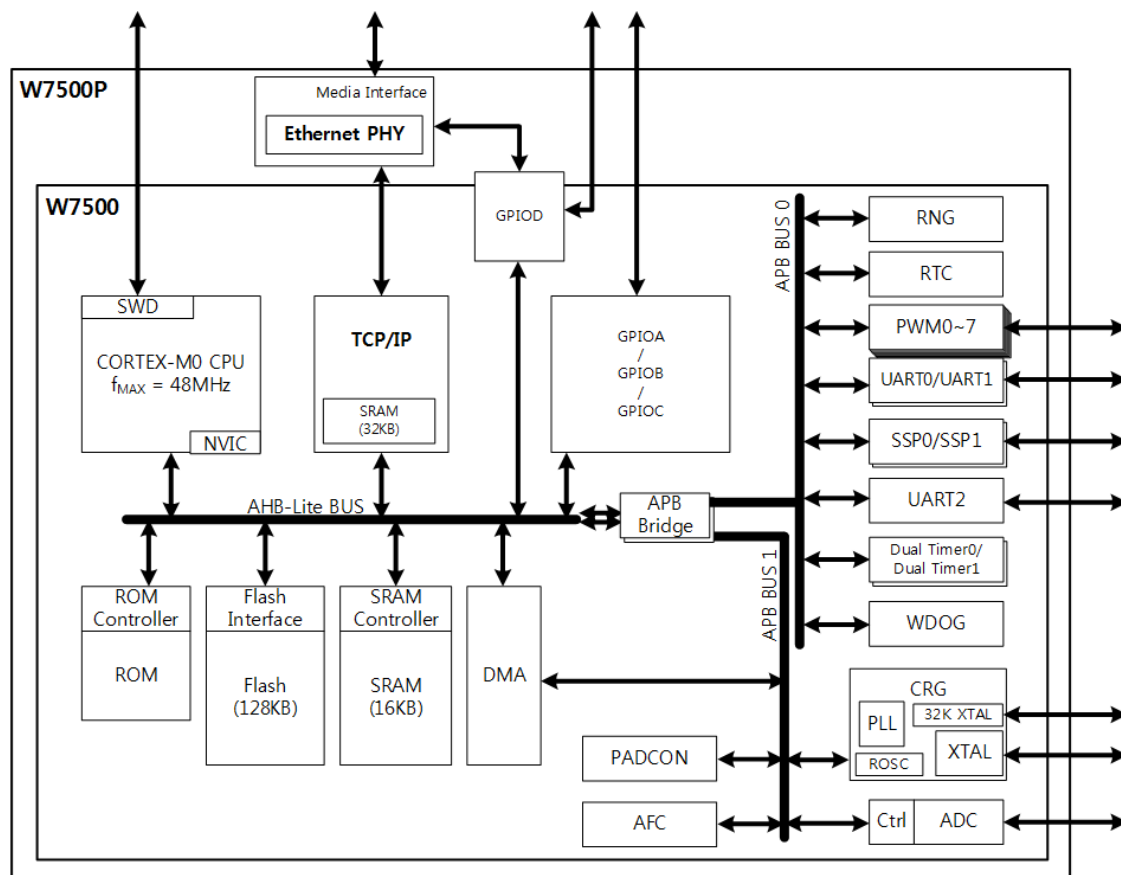 W7500P
Media Interface
Ethernet PHY
W7500
GPIOD
APB BUS 0
RNG
RTC
SWD
CORTEX-M0 CPU
fMAX = 48MHz
NVIC
TCP/IP
SRAM
(32KB)
GPIOA
/
GPIOB
/
GPIOC
PWM0~7
UART0/UART1
SSP0/SSP1
UART2
Dual Timer0/
Dual Timer1
WDOG
AHB-Lite BUS
APB
Bridge
APB BUS 1
ROM
Controller
ROM
Flash
Interface
Flash
(128KB)
SRAM
Controller
SRAM
(16KB)
DMA
CRG
PLL
32K XTAL
ROSC
XTAL
PADCON
AFC
Ctrl
ADC